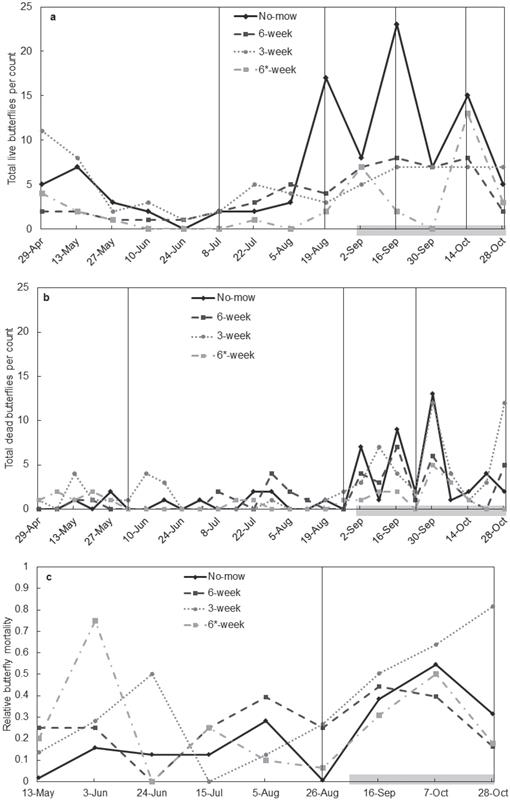 a
No-mow
6-week
3-week
6*-week
Total live butterflies per count
25
20
15
10
5
0
29-Apr 13-May 27-May 10-Jun 24-Jun 8-Jul 22-Jul 5-Aug 19-Aug 2-Sep 16-Sep 30-Sep 14-Oct 28-Oct
b
No-mow
6-week
3-week
6*-week
Total dead butterflies per count
25
20
15
10
5
0
29-Apr 13-May 27-May 10-Jun 24-Jun 8-Jul 22-Jul 5-Aug 19-Aug 2-Sep 16-Sep 30-Sep 14-Oct 28-Oct
c
No-mow
6-week
3-week
6*-week
Relative butterfly mortality
1
0.9
0.8
0.7
0.6
0.5
0.4
0.3
0.2
0.1
0
13-May 3-Jun 24-Jun 15-Jul 5-Aug 26-Aug 16-Sep 7-Oct 28-Oct